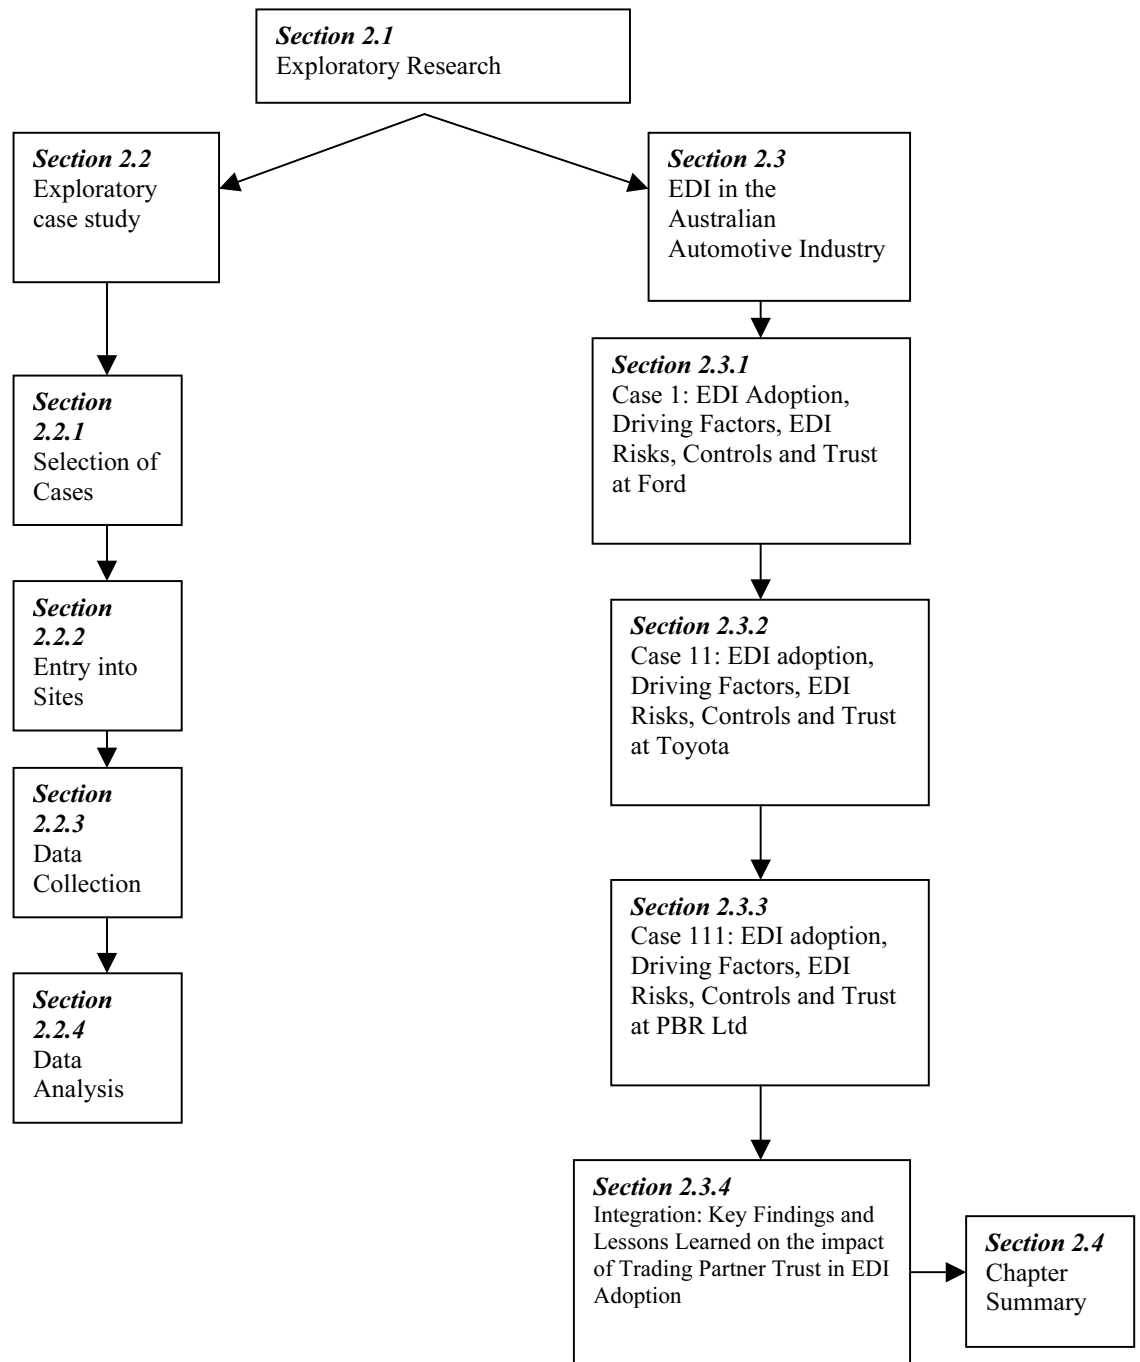 Section 2.1
Exploratory Research
Section 2.2
Exploratory
case study
Section 2.3
EDI in the
Australian
Automotive Industry
Section
2.2.1
Selection of
Cases
Section 2.3.1
Case 1: EDI Adoption,
Driving Factors, EDI
Risks, Controls and Trust
at Ford
Section
2.2.2
Entry into
Sites
Section 2.3.2
Case 11: EDI adoption,
Driving Factors, EDI
Risks, Controls and Trust
at Toyota
Section
2.2.3
Data
Collection
Section 2.3.3
Case 111: EDI adoption,
Driving Factors, EDI
Risks, Controls and Trust
at PBR Ltd
Section
2.2.4
Data
Analysis
Section 2.3.4
Integration: Key Findings and
Lessons Learned on the impact
of Trading Partner Trust in EDI
Adoption
Section 2.4
Chapter
Summary